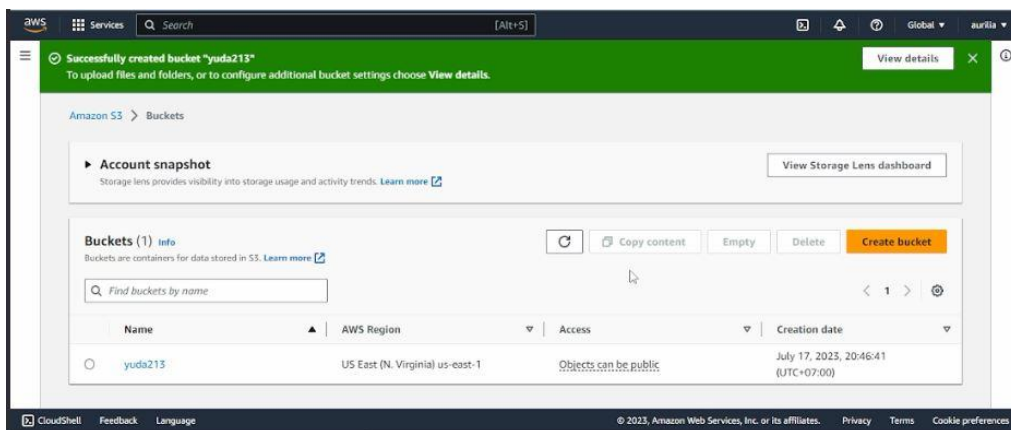 aws Services Search [Alt+S] Global aurilia
Successfully created bucket "yuda213"
To upload files and folders, or to configure additional bucket settings choose View details.
View details
Amazon S3 > Buckets
Account snapshot
Storage lens provides visibility into storage usage and activity trends. Learn more
View Storage Lens dashboard
Buckets (1) Info
Buckets are containers for data stored in S3. Learn more
Copy content Empty Delete Create bucket
Find buckets by name
< 1 >
Name AWS Region Access Creation date
yuda213 US East (N. Virginia) us-east-1 Objects can be public July 17, 2023, 20:46:41
(UTC+07:00)
CloudShell Feedback Language © 2023, Amazon Web Services, Inc. or its affiliates. Privacy Terms Cookie preferences